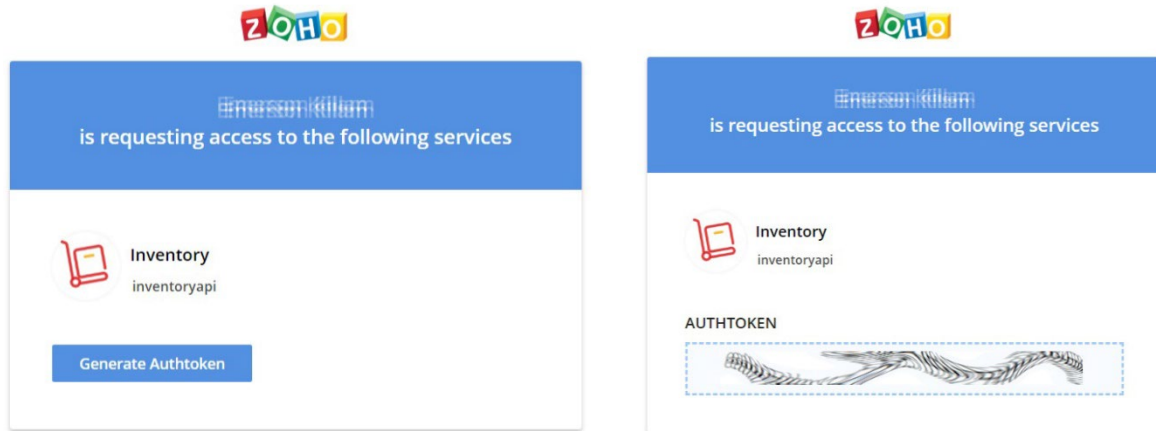 ZOHO
is requesting access to the following services
Inventory
inventoryapi
Generate Authtoken
ZOHO
is requesting access to the following services
Inventory
inventoryapi
AUTHTOKEN